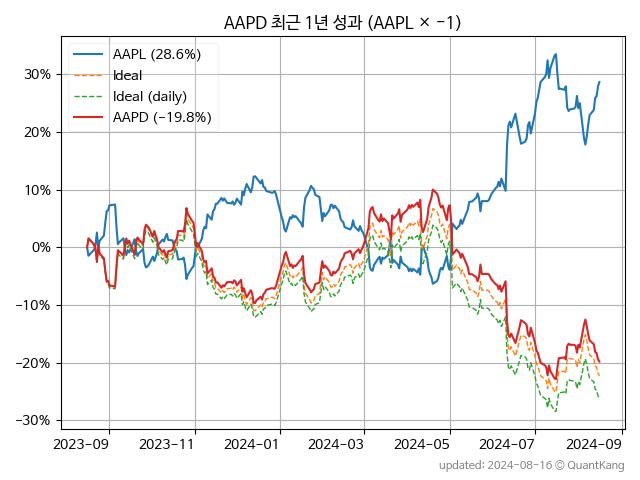 AAPD 최근 1년 성과 (AAPL × −1)
AAPL (28.6%)
Ideal
Ideal (daily)
AAPD (−19.8%)
30%
20%
10%
0%
−10%
−20%
−30%
2023−09
2023−11
2024−01
2024−03
2024−05
2024−07
2024−09
updated: 2024−08−16 © QuantKang